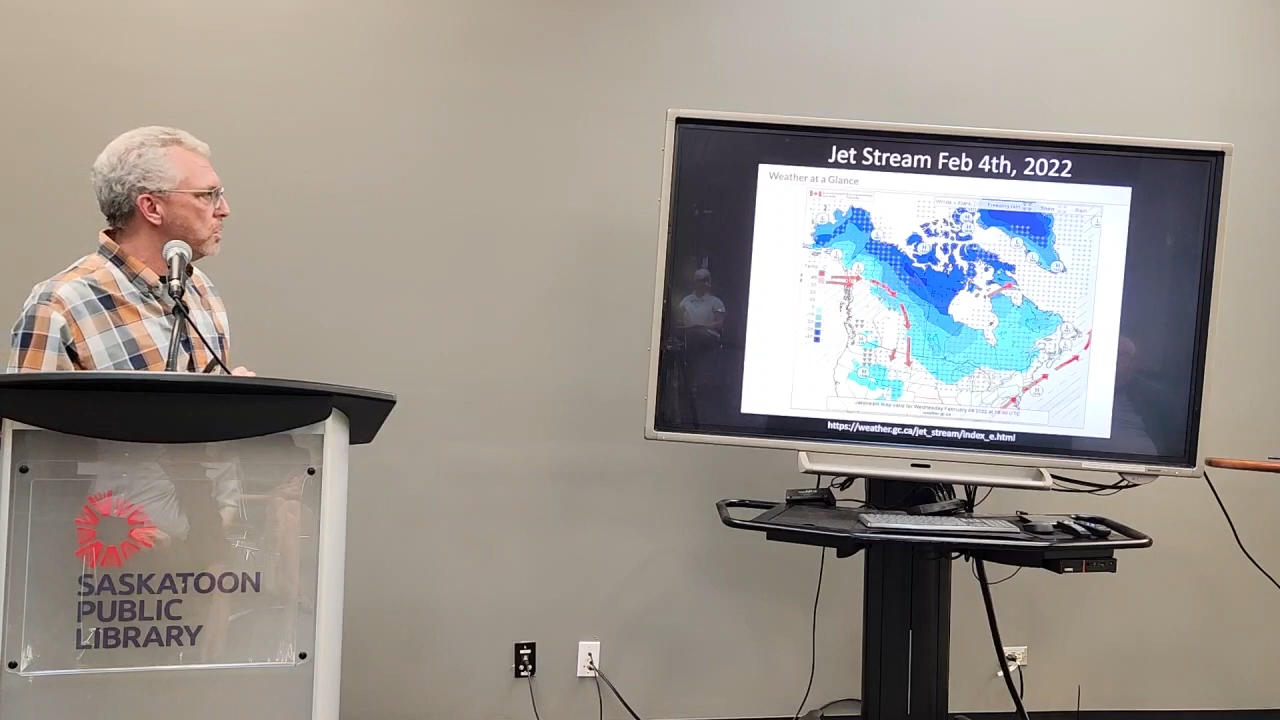 Jet Stream Feb 4th, 2022
Weather at a Glance
https://weather.gc.ca/jet_stream/index_e.html
SASKATOON
PUBLIC
LIBRARY